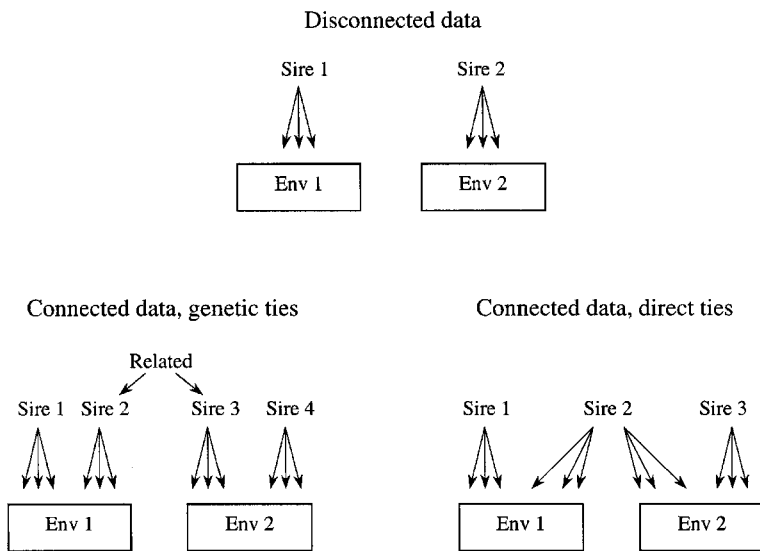 Disconnected data
Sire 1 Sire 2
Env 1 Env 2
Connected data, genetic ties
Related
Sire 1 Sire 2 Sire 3 Sire 4
Env 1 Env 2
Connected data, direct ties
Sire 1 Sire 2 Sire 3
Env 1 Env 2